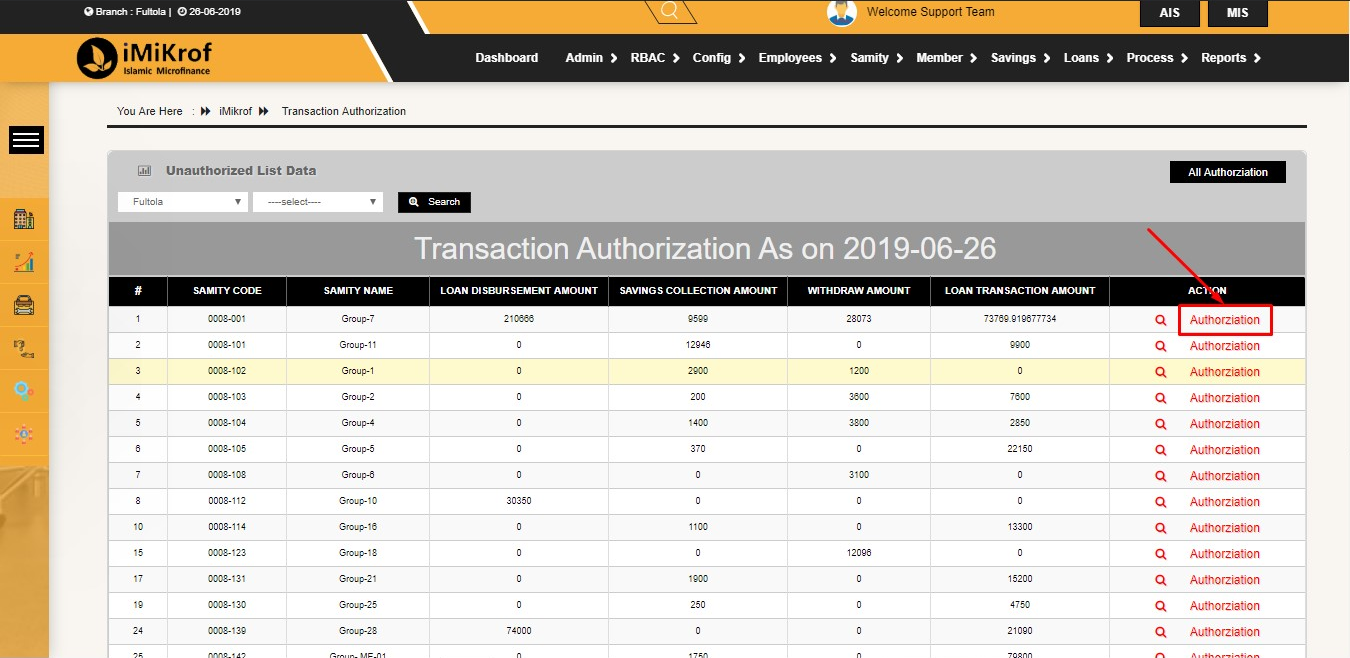 Branch : Fultola | 26-06-2019
Welcome Support Team
AIS MIS
iMiKrof
Islamic Microfinance
Dashboard Admin RBAC Config Employees Samity Member Savings Loans Process Reports
You Are Here : iMikrof Transaction Authorization
Unauthorized List Data
All Authorziation
Fultola ▼ ----select---- ▼ Search
Transaction Authorization As on 2019-06-26
# SAMITY CODE SAMITY NAME LOAN DISBURSEMENT AMOUNT SAVINGS COLLECTION AMOUNT WITHDRAW AMOUNT LOAN TRANSACTION AMOUNT ACTION
1 0008-001 Group-7 210666 9599 28073 73769.919677734 Authorziation
2 0008-101 Group-11 0 12946 0 9900 Authorziation
3 0008-102 Group-1 0 2900 1200 0 Authorziation
4 0008-103 Group-2 0 200 3600 7600 Authorziation
5 0008-104 Group-4 0 1400 3800 2850 Authorziation
6 0008-105 Group-5 0 370 0 22150 Authorziation
7 0008-108 Group-6 0 0 3100 0 Authorziation
8 0008-112 Group-10 30350 0 0 0 Authorziation
10 0008-114 Group-16 0 1100 0 13300 Authorziation
15 0008-123 Group-18 0 0 12096 0 Authorziation
17 0008-131 Group-21 0 1900 0 15200 Authorziation
19 0008-130 Group-25 0 250 0 4750 Authorziation
24 0008-139 Group-28 74000 0 0 21090 Authorziation
25 0008-142 Group- ME-01 0 1750 0 79800 Authorziation